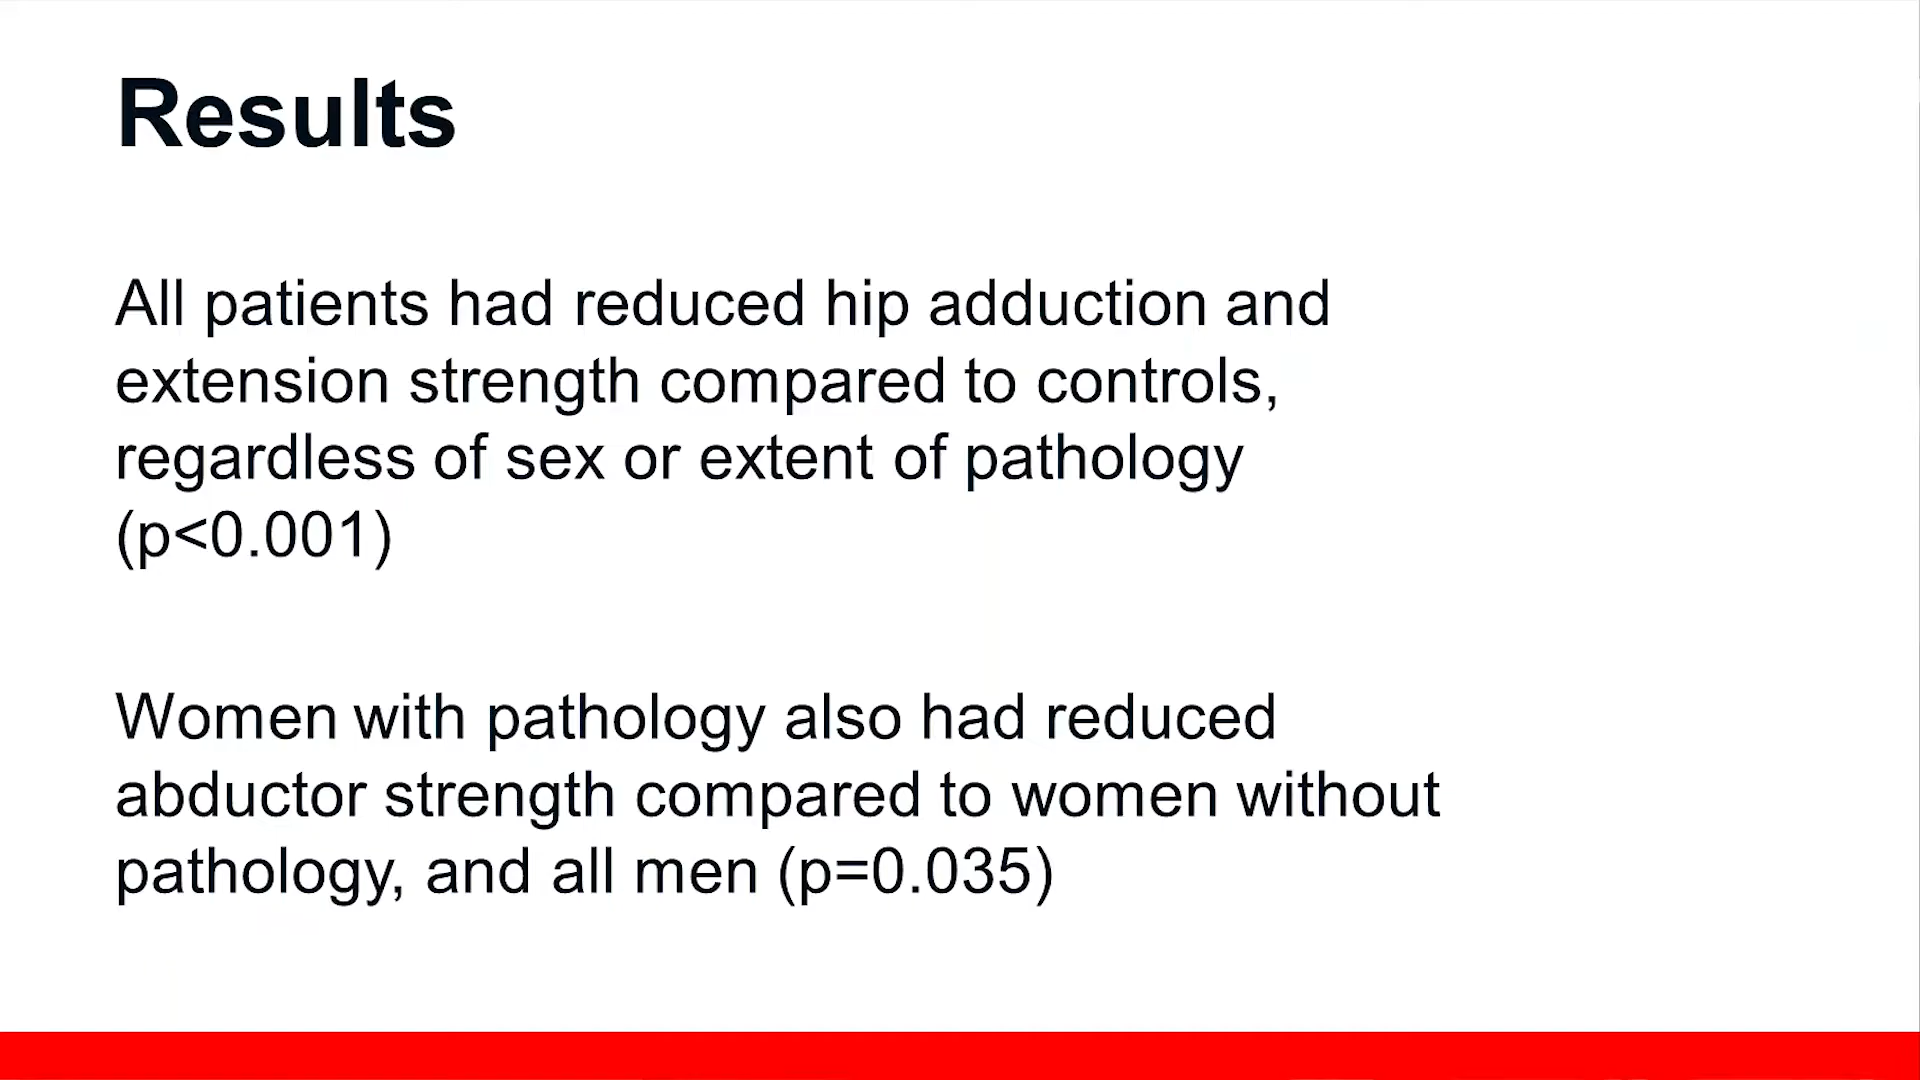 Results
All patients had reduced hip adduction and
extension strength compared to controls,
regardless of sex or extent of pathology
(p<0.001)
Women with pathology also had reduced
abductor strength compared to women without
pathology, and all men (p=0.035)